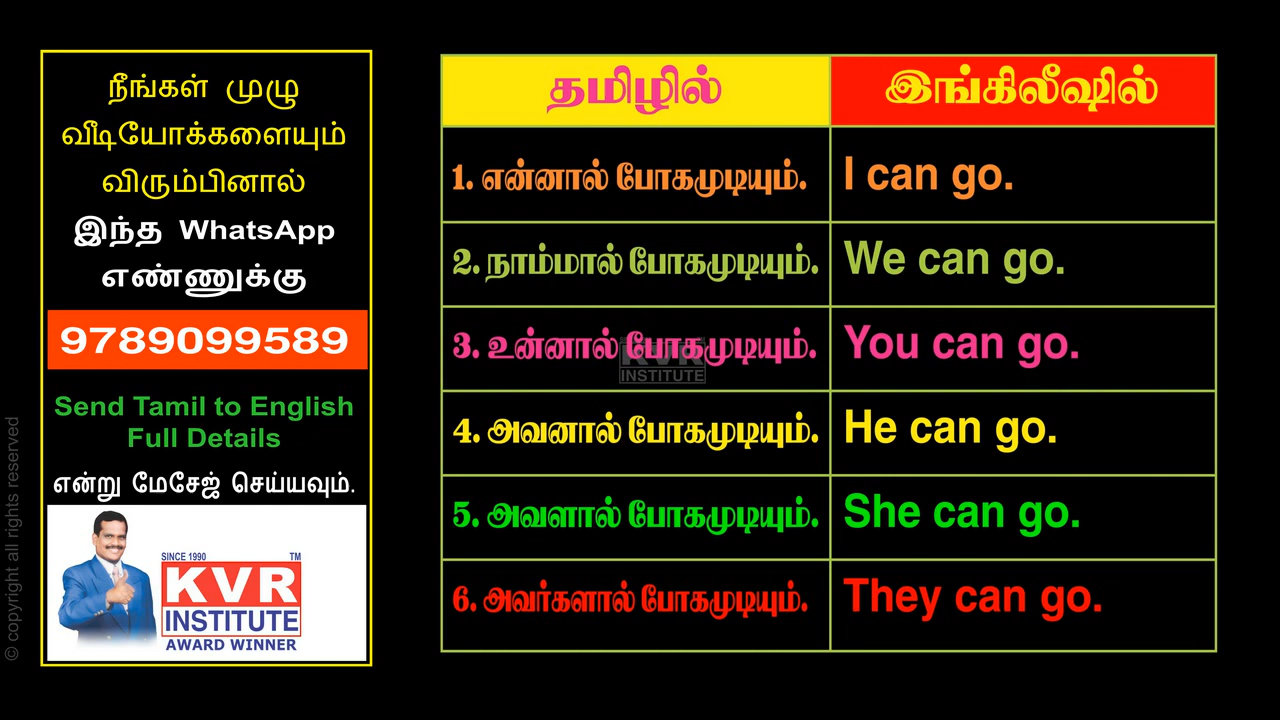 நீங்கள் முழு
வீடியோக்களையும்
விரும்பினால்
இந்த WhatsApp
எண்ணுக்கு
9789099589
Send Tamil to English
Full Details
என்று மேசேஜ் செய்யவும்.
SINCE 1990 TM
KVR
INSTITUTE
AWARD WINNER
© copyright all rights reserved
தமிழில் இங்கிலீஷில்
1. என்னால் போகமுடியும். I can go.
2. நாம்மால் போகமுடியும். We can go.
3. உன்னால் போகமுடியும். You can go.
KVR
INSTITUTE
4. அவனால் போகமுடியும். He can go.
5. அவளால் போகமுடியும். She can go.
6. அவர்களால் போகமுடியும். They can go.